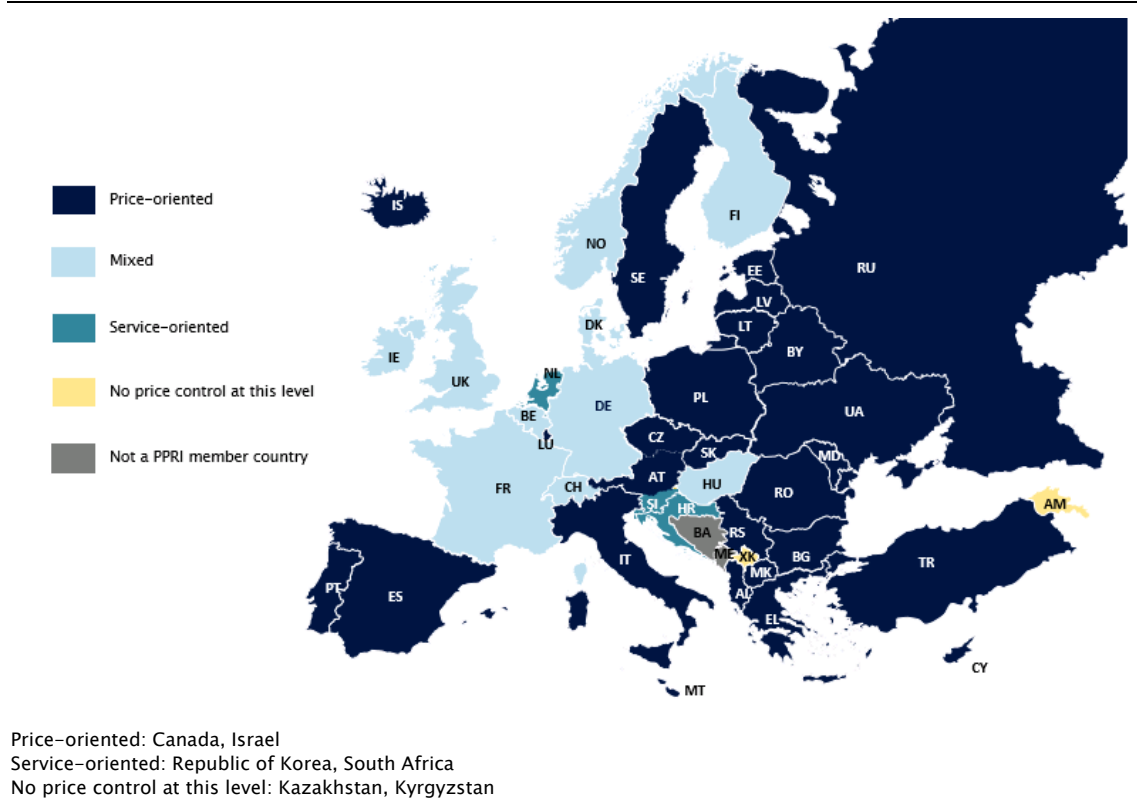 Price-oriented
Mixed
Service-oriented
No price control at this level
Not a PPRI member country
IS
NO
FI
SE
RU
EE
LV
LT
BY
DK
IE
UK
NL
BE
LU
DE
PL
UA
CZ
SK
MD
AT
HU
RO
FR
CH
SI
HR
BA
RS
ME
XK
BG
MK
AL
IT
PT
ES
EL
TR
AM
CY
MT
Price-oriented: Canada, Israel
Service-oriented: Republic of Korea, South Africa
No price control at this level: Kazakhstan, Kyrgyzstan